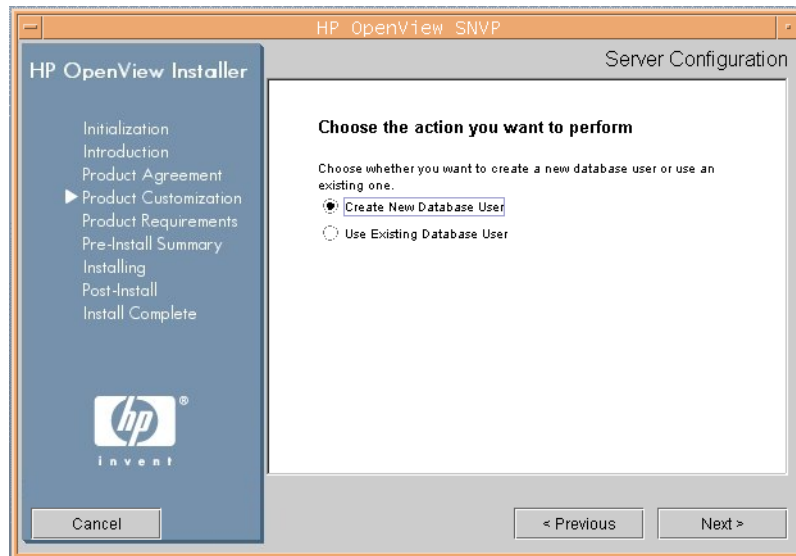 HP OpenView SNVP
HP OpenView Installer
Server Configuration
Initialization
Introduction
Product Agreement
Product Customization
Product Requirements
Pre-Install Summary
Installing
Post-Install
Install Complete
Choose the action you want to perform
Choose whether you want to create a new database user or use an
existing one.
Create New Database User
Use Existing Database User
hp
®
invent
Cancel
< Previous
Next >